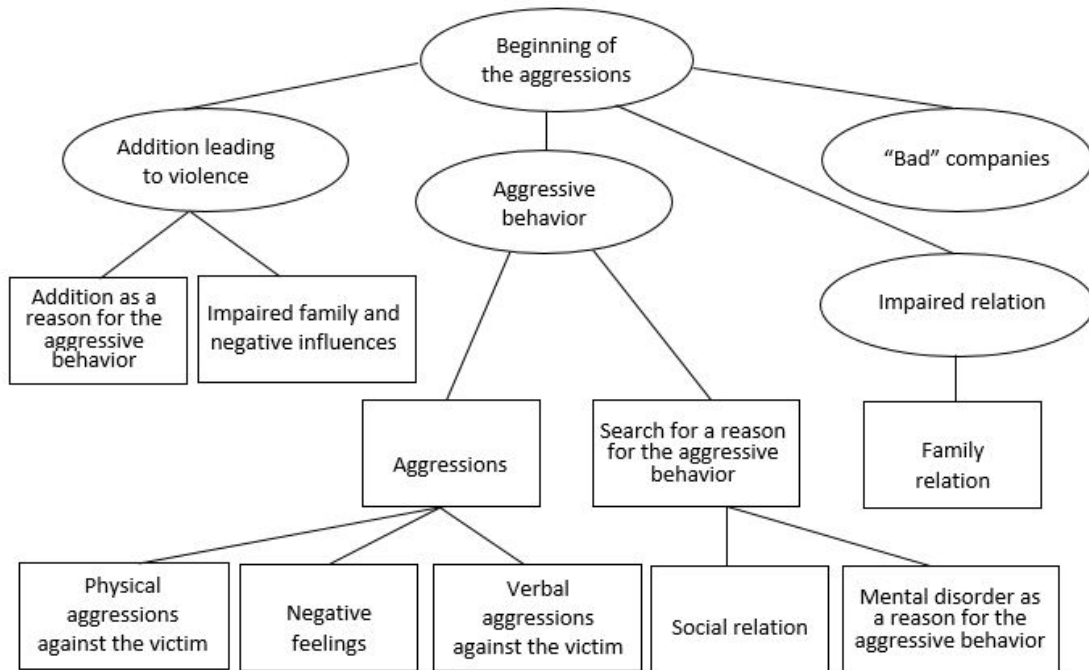 Beginning of
the aggressions
Addition leading
to violence
"Bad" companies
Aggressive
behavior
Addition as a
reason for the
aggressive
behavior
Impaired family and
negative influences
Impaired relation
Aggressions
Search for a reason
for the aggressive
behavior
Family
relation
Physical
aggressions
against the victim
Negative
feelings
Verbal
aggressions
against the victim
Social relation
Mental disorder as
a reason for the
aggressive behavior